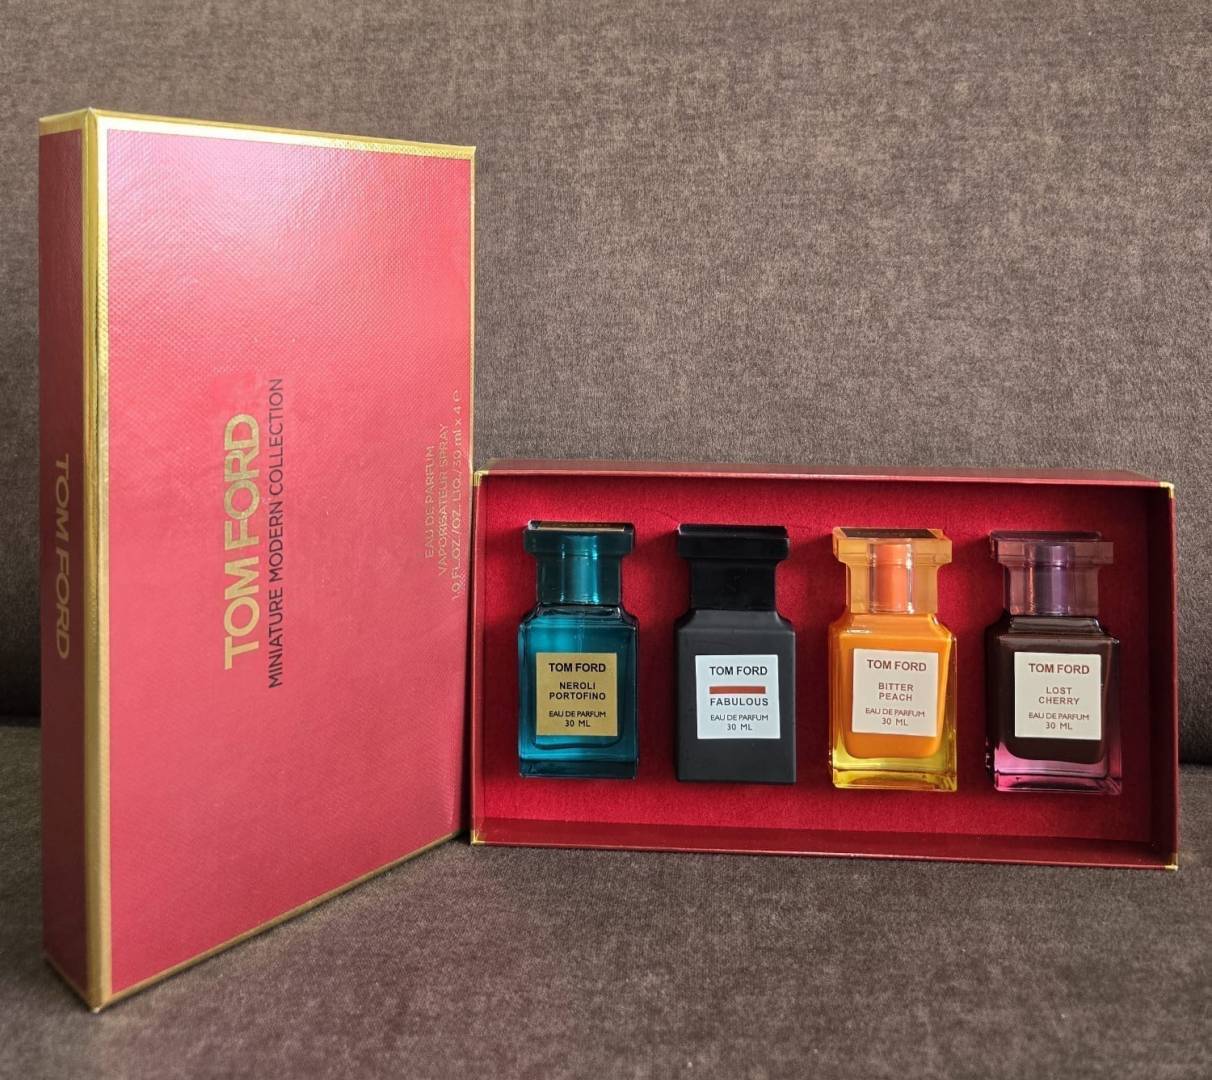 TOM FORD
TOM FORD
MINIATURE MODERN COLLECTION
EAU DE PARFUM
VAPORISATEUR SPRAY
1.0 FL.OZ./OZ. LIQ./30 ml x 4 e
TOM FORD
NEROLI
PORTOFINO
EAU DE PARFUM
30 ML
TOM FORD
FABULOUS
EAU DE PARFUM
30 ML
TOM FORD
BITTER
PEACH
EAU DE PARFUM
30 ML
TOM FORD
LOST
CHERRY
EAU DE PARFUM
30 ML